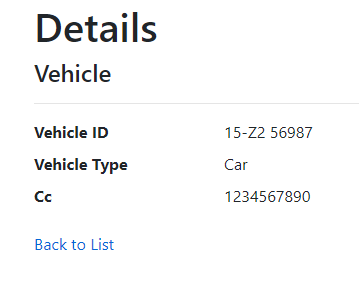 Details
Vehicle
Vehicle ID 15-Z2 56987
Vehicle Type Car
Cc 1234567890
Back to List